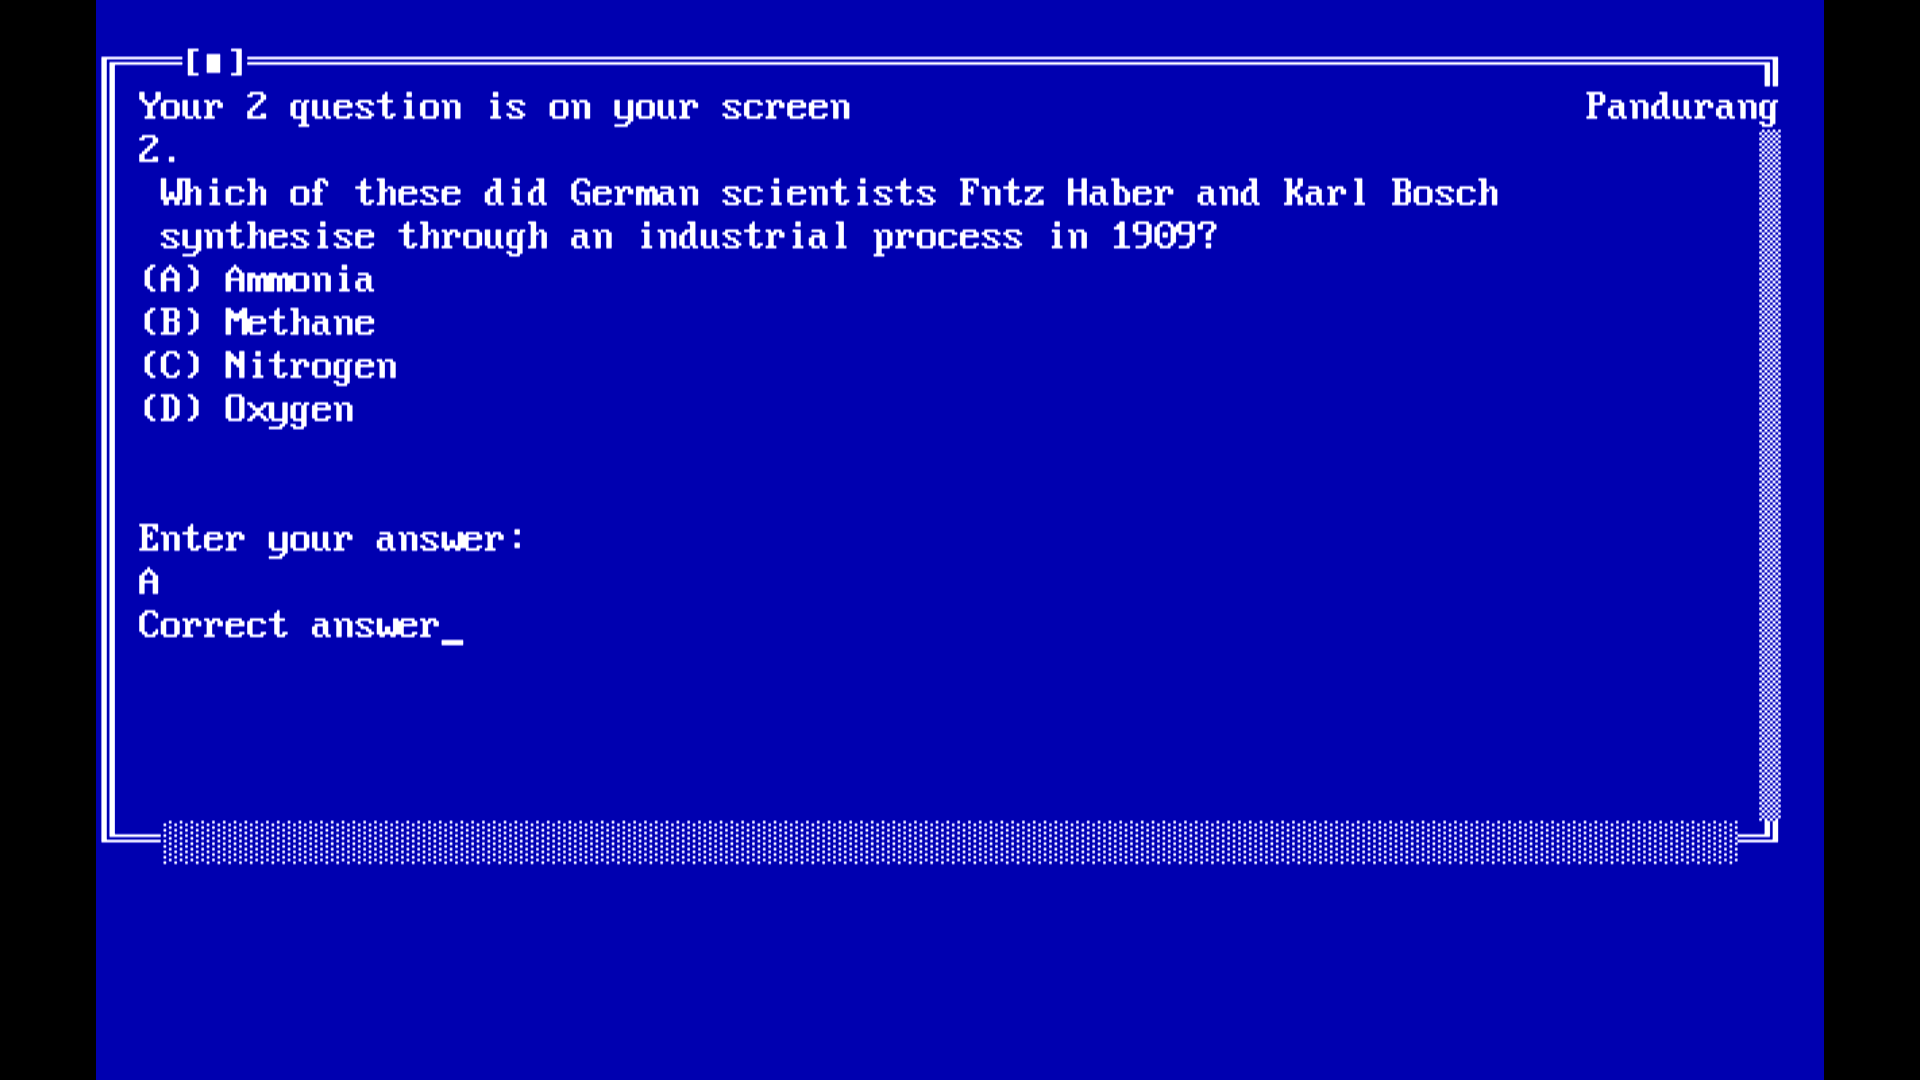 Your 2 question is on your screen Pandurang
2.
Which of these did German scientists Fntz Haber and Karl Bosch
synthesise through an industrial process in 1909?
(A) Ammonia
(B) Methane
(C) Nitrogen
(D) Oxygen
Enter your answer:
A
Correct answer_